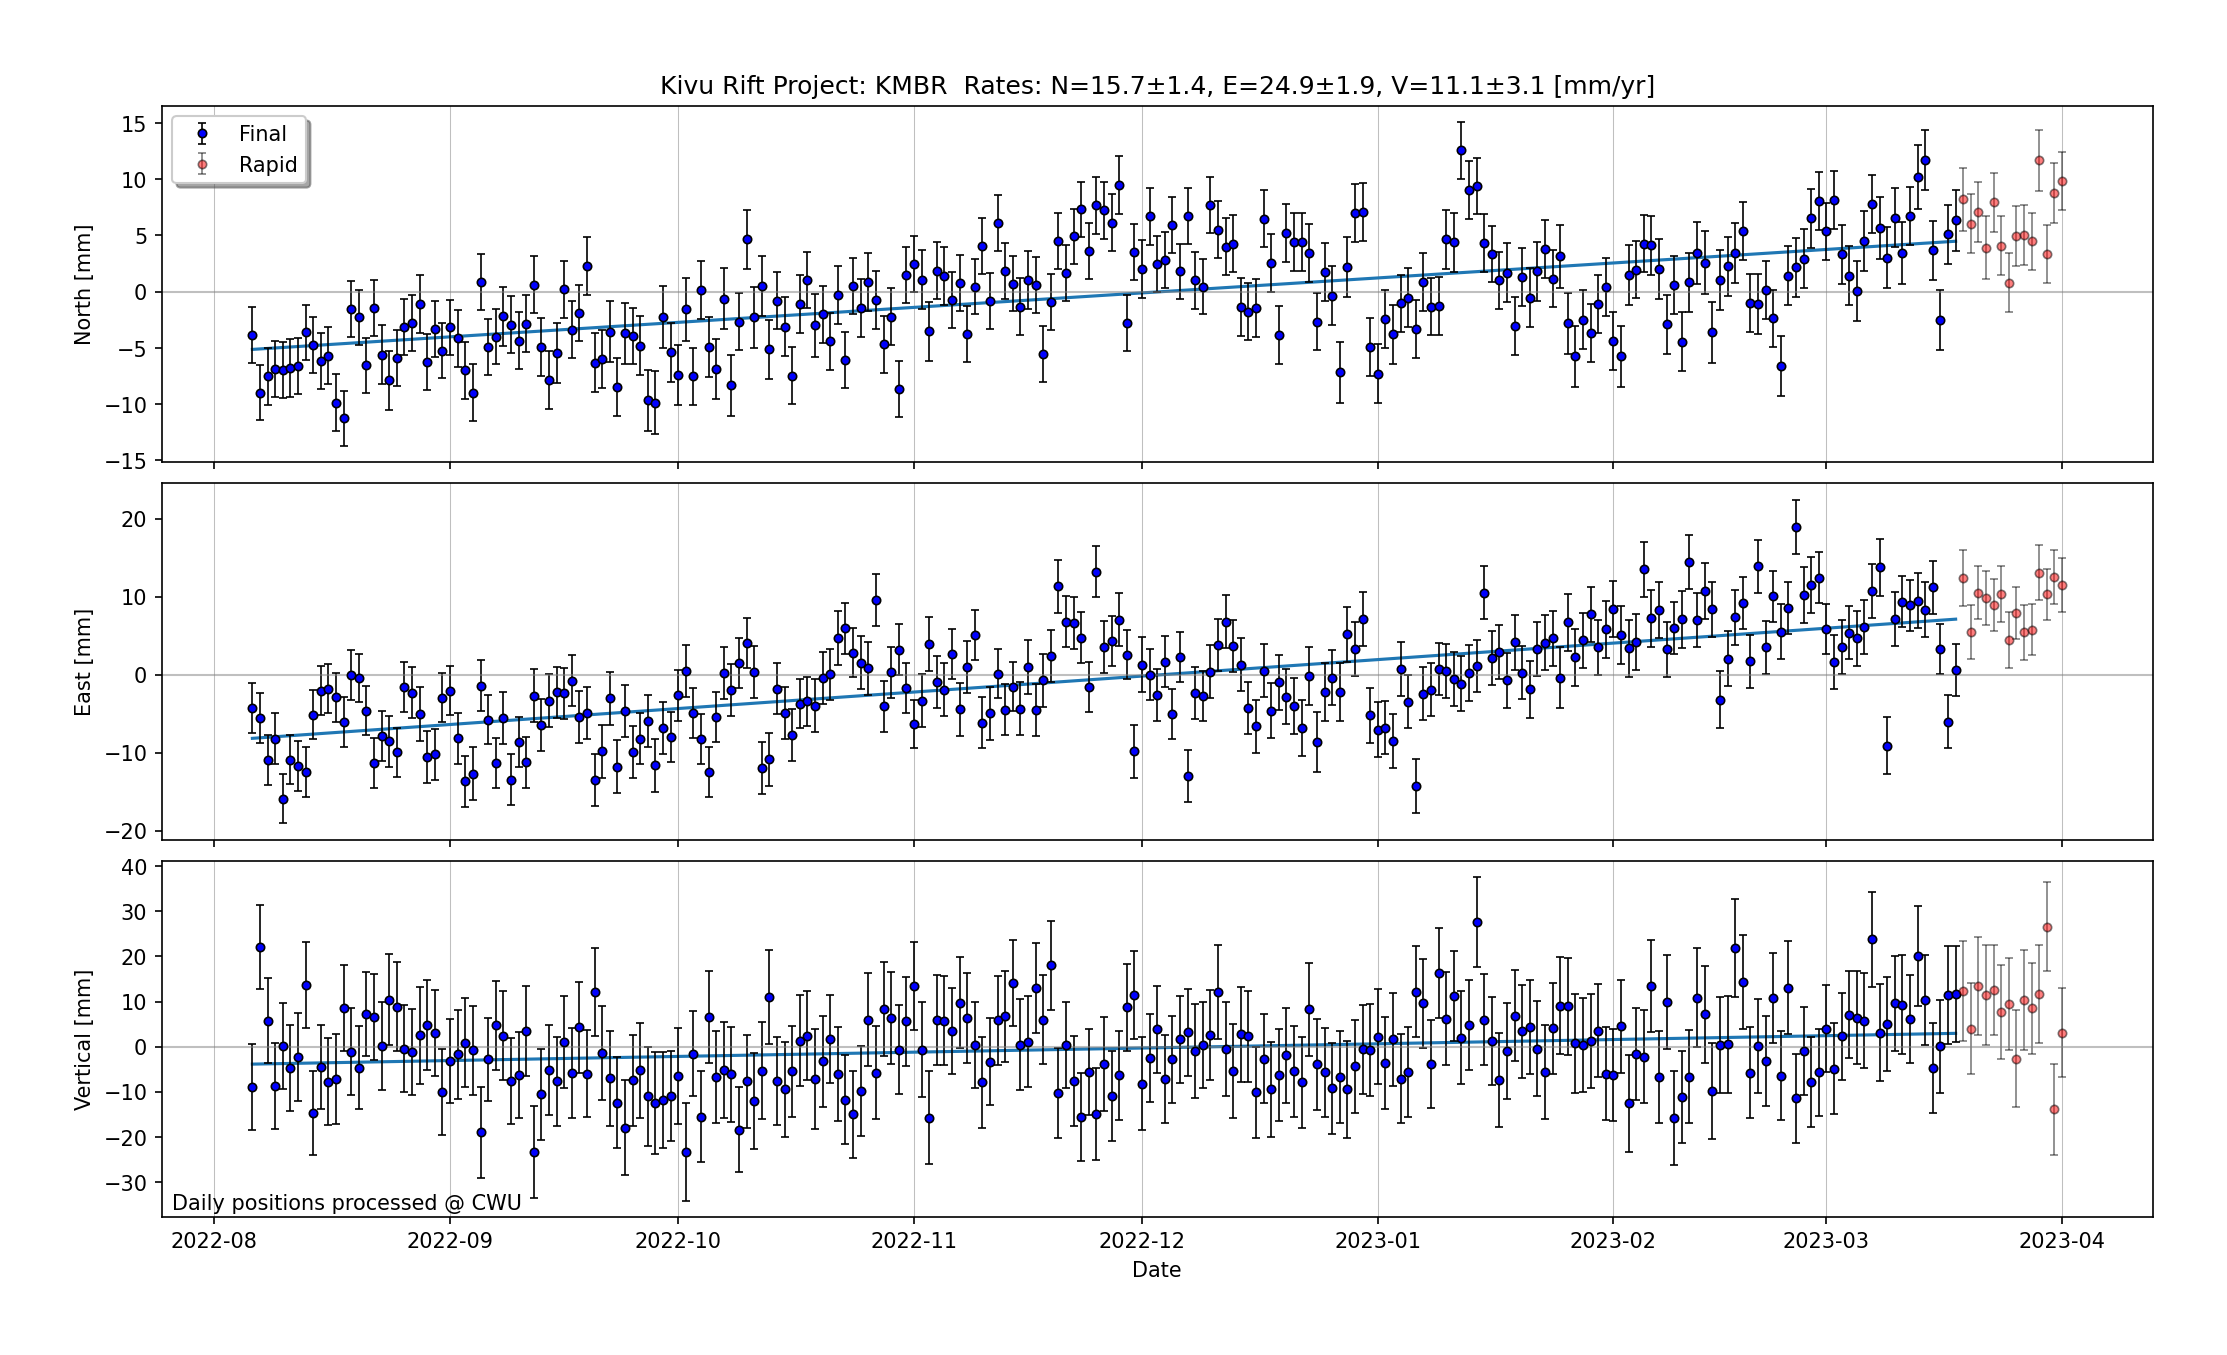 Kivu Rift Project: KMBR  Rates: N=15.7±1.4, E=24.9±1.9, V=11.1±3.1 [mm/yr]
Final
Rapid
North [mm]
15
10
5
0
−5
−10
−15
East [mm]
20
10
0
−10
−20
Vertical [mm]
40
30
20
10
0
−10
−20
−30
Daily positions processed @ CWU
2022-08 2022-09 2022-10 2022-11 2022-12 2023-01 2023-02 2023-03 2023-04
Date